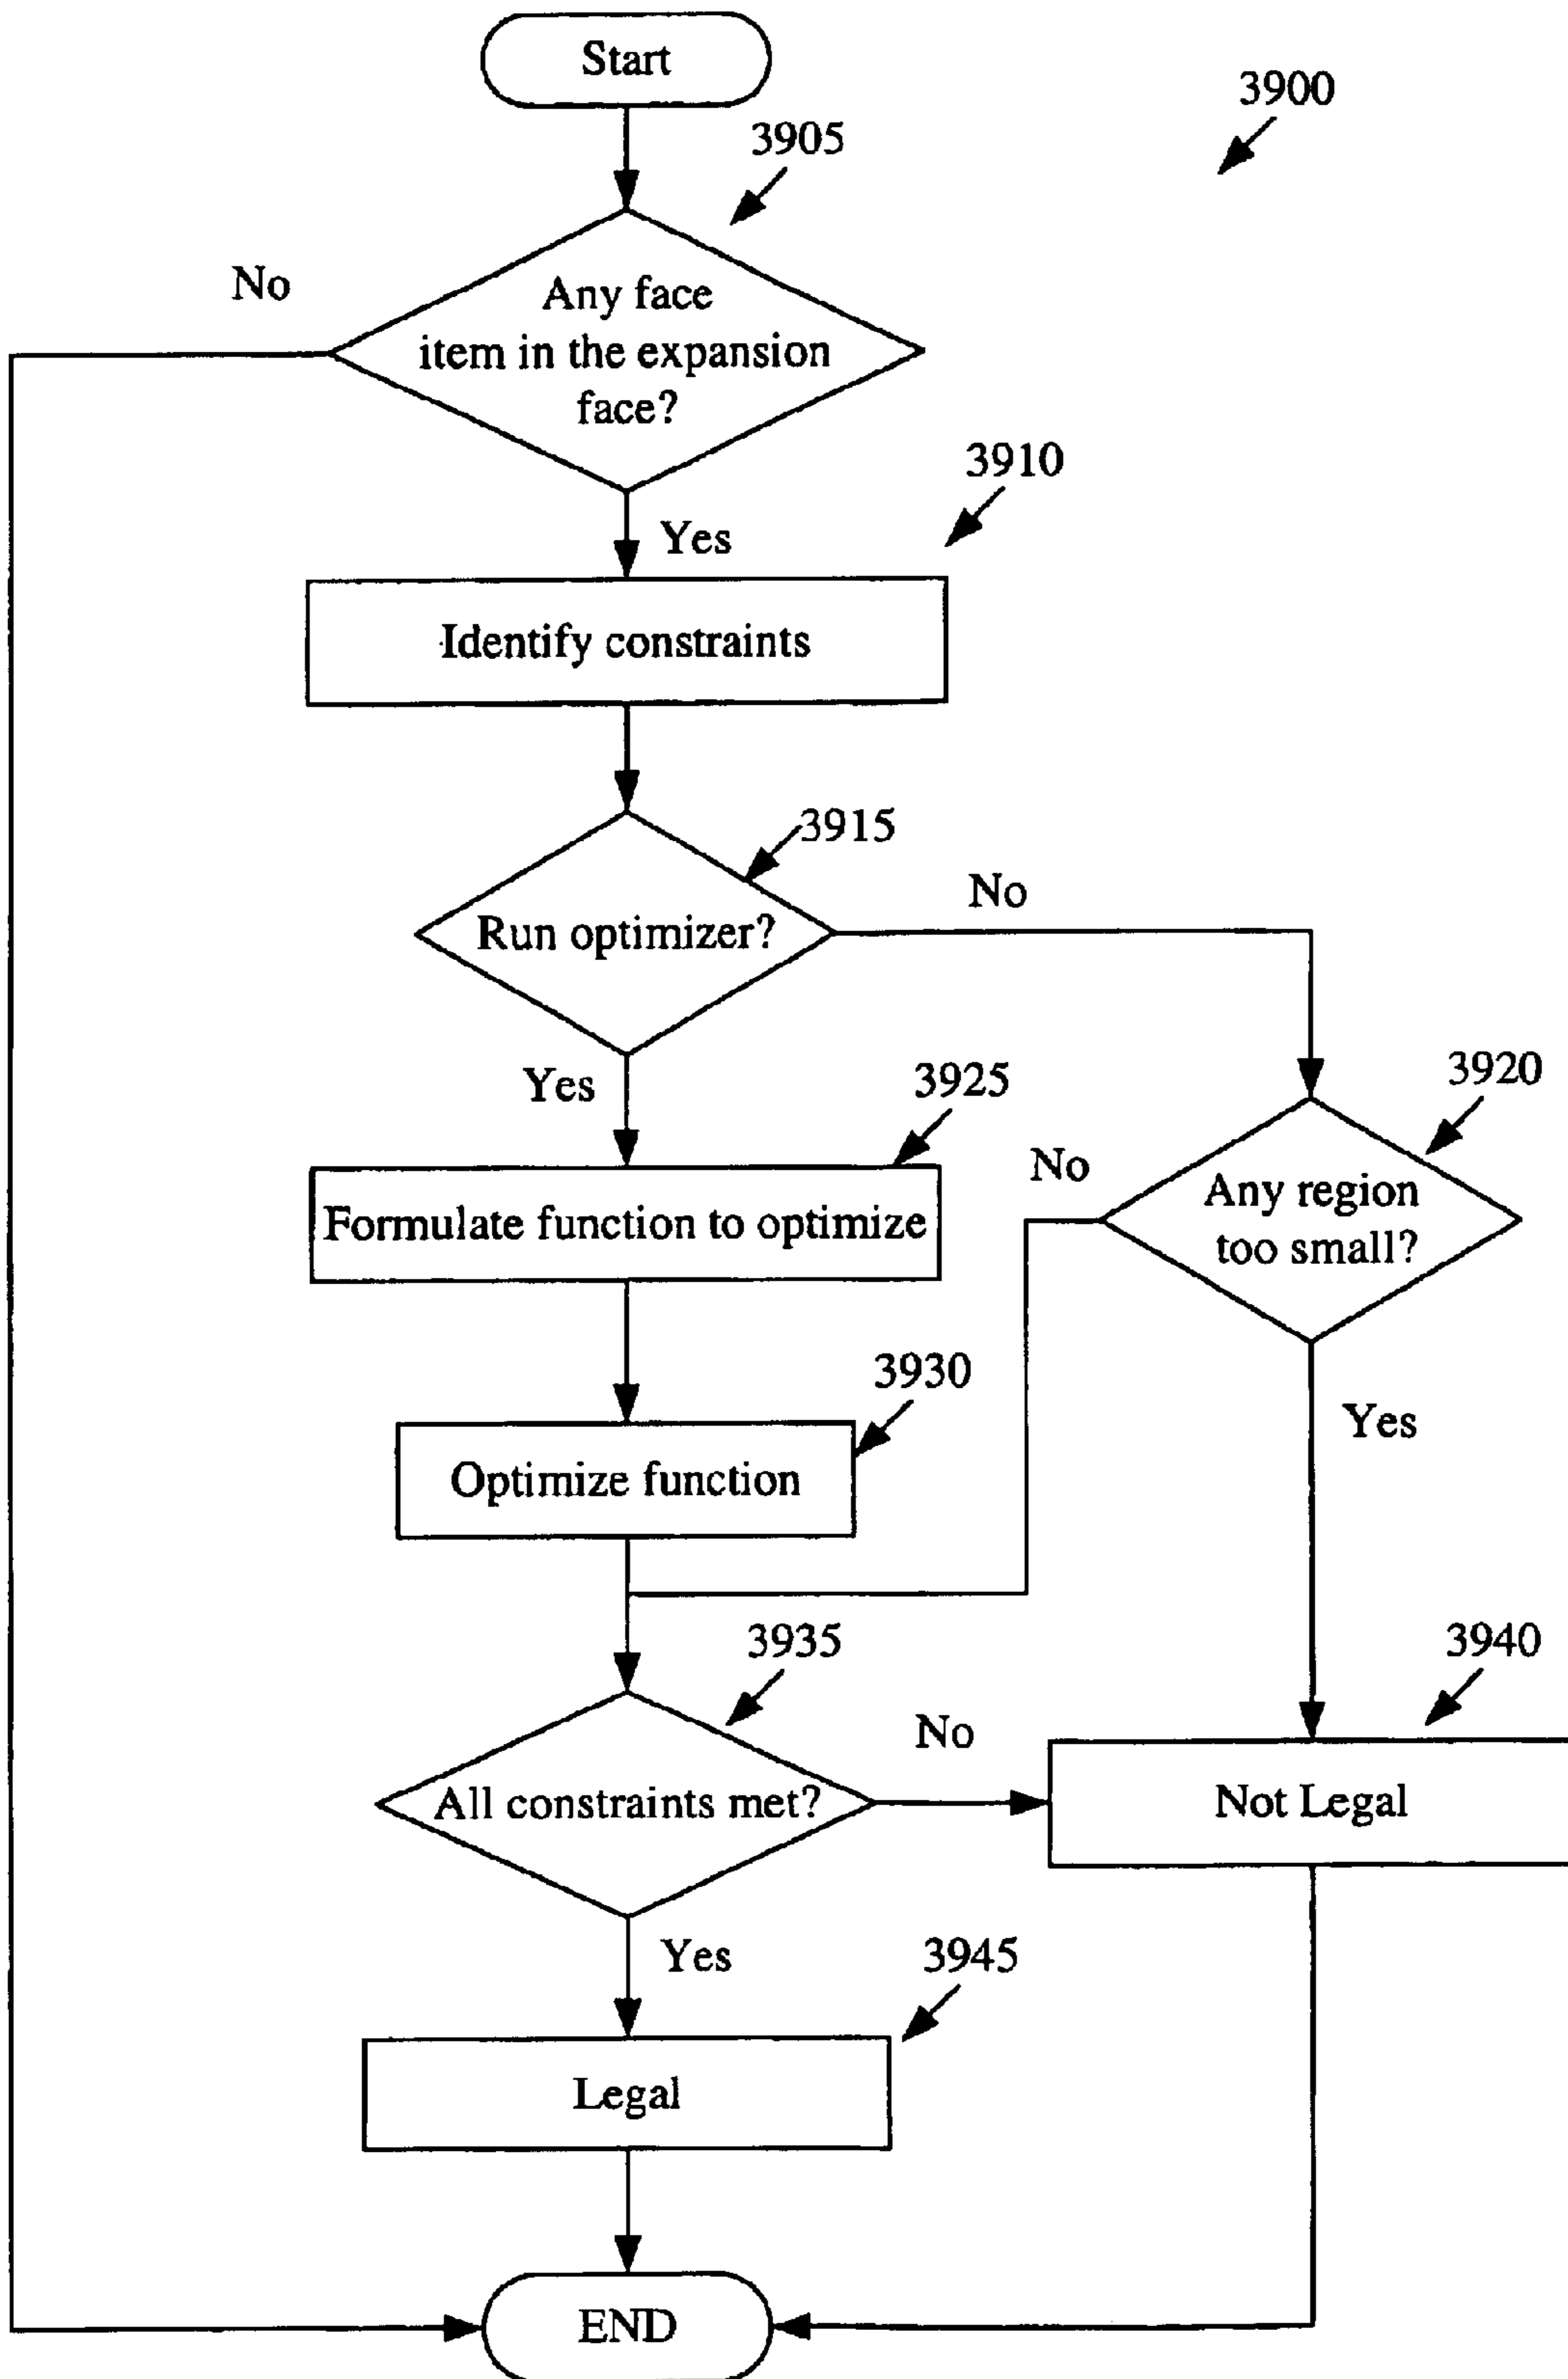 Start
3900
3905
No
Any face
item in the expansion
face?
3910
Yes
Identify constraints
3915
No
Run optimizer?
Yes
3925
3920
No
Any region
too small?
Formulate function to optimize
3930
Yes
Optimize function
3935
3940
No
All constraints met?
Not Legal
Yes
3945
Legal
END